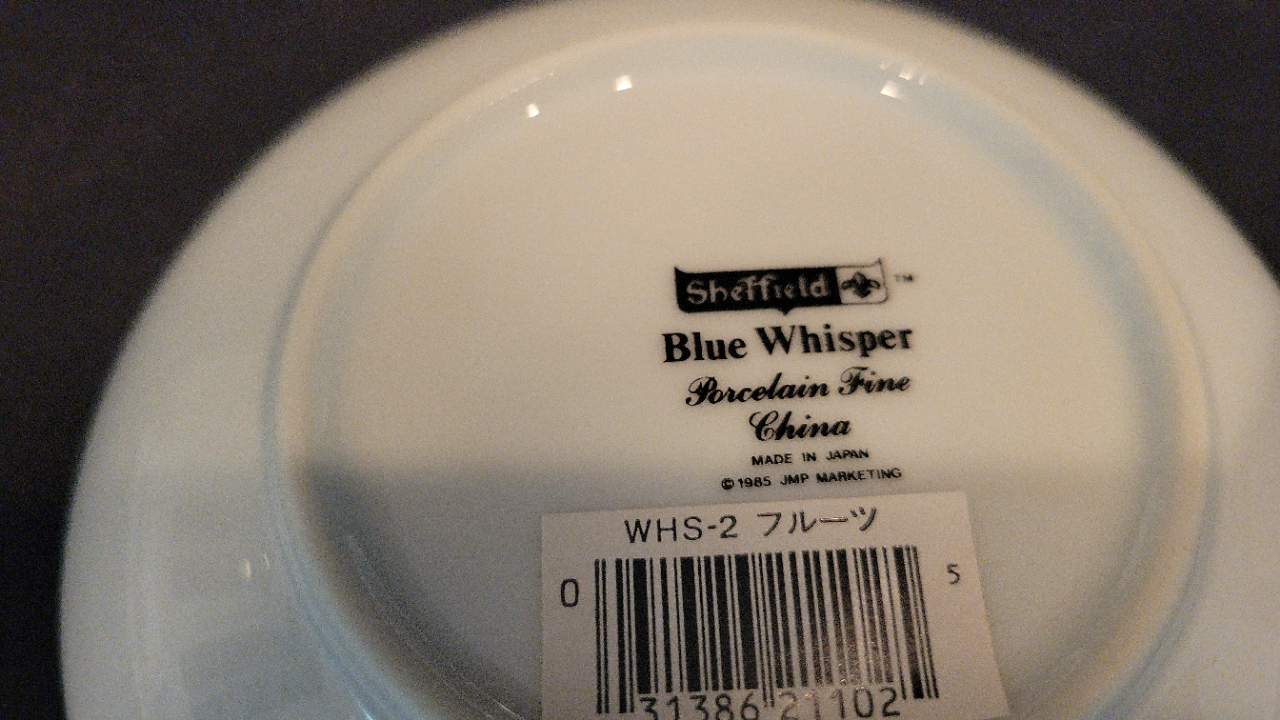 Sheffield ™
Blue Whisper
Porcelain Fine
China
MADE IN JAPAN
©1985 JMP MARKETING
WHS-2 フルーツ
0 5
31386 21102